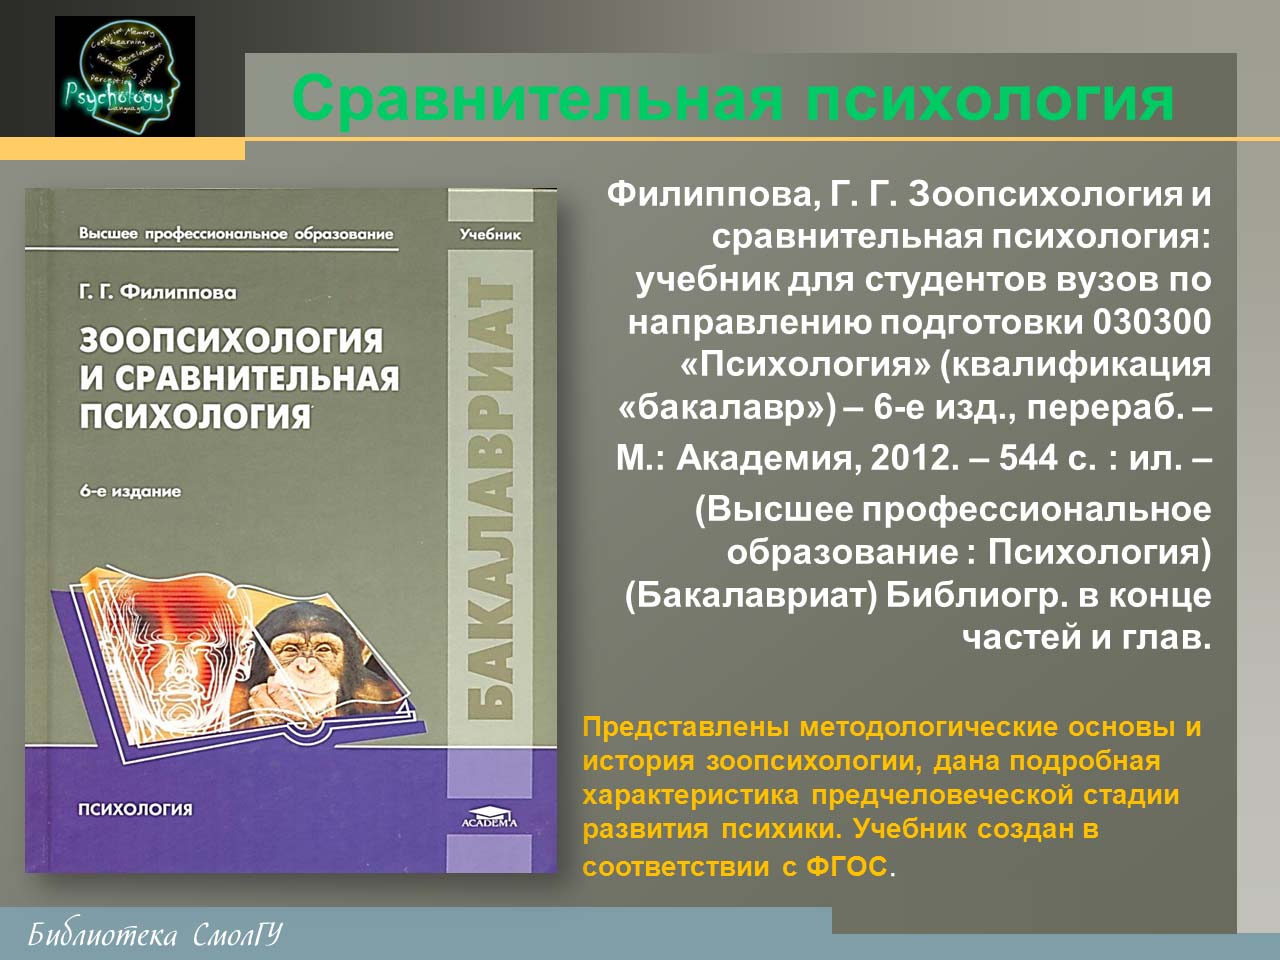 Psychology
Сравнительная психология
Высшее профессиональное образование
Учебник
Г. Г. Филиппова
ЗООПСИХОЛОГИЯ
И СРАВНИТЕЛЬНАЯ
ПСИХОЛОГИЯ
6-е издание
БАКАЛАВРИАТ
ПСИХОЛОГИЯ
ACADEMA
Филиппова, Г. Г. Зоопсихология и
сравнительная психология:
учебник для студентов вузов по
направлению подготовки 030300
«Психология» (квалификация
«бакалавр») – 6-е изд., перераб. –
М.: Академия, 2012. – 544 с. : ил. –
(Высшее профессиональное
образование : Психология)
(Бакалавриат) Библиогр. в конце
частей и глав.
Представлены методологические основы и
история зоопсихологии, дана подробная
характеристика предчеловеческой стадии
развития психики. Учебник создан в
соответствии с ФГОС.
Библиотека СмолГУ